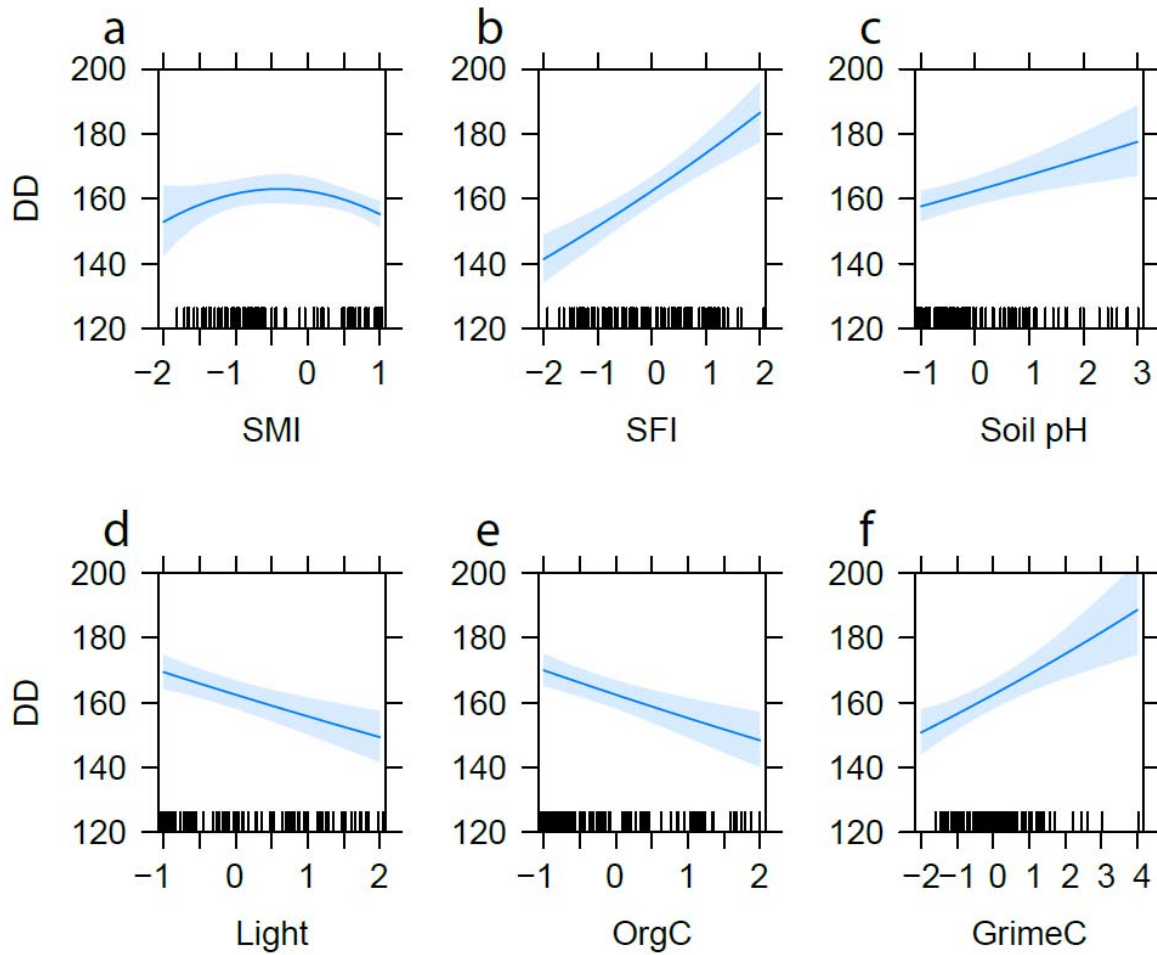 a b c
200 200 200
180 180 180
DD 160 160 160
140 140 140
120 120 120
−2 −1 0 1 −2 −1 0 1 2 −1 0 1 2 3
SMI SFI Soil pH
d e f
200 200 200
180 180 180
DD 160 160 160
140 140 140
120 120 120
−1 0 1 2 −1 0 1 2 −2 −1 0 1 2 3 4
Light OrgC GrimeC